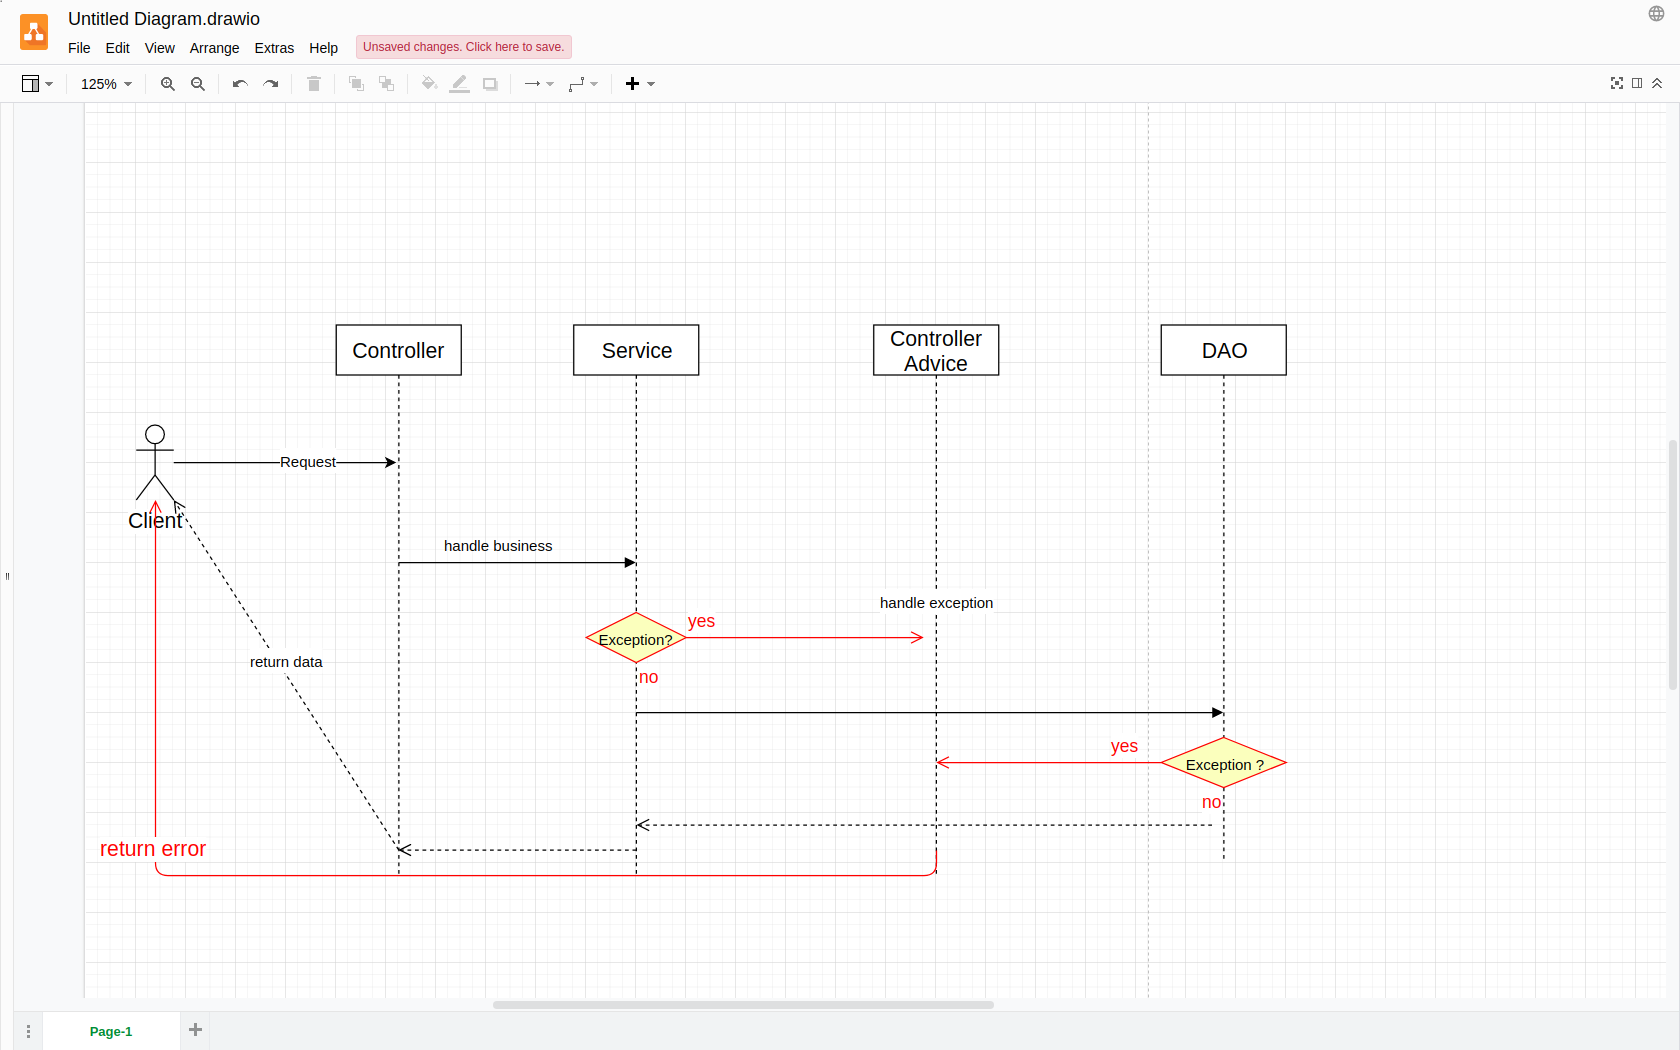 Untitled Diagram.drawio
File Edit View Arrange Extras Help Unsaved changes. Click here to save.
125%
Controller
Service
Controller
Advice
DAO
Request
Client
handle business
handle exception
yes
Exception?
return data
no
yes
Exception ?
no
return error
Page-1